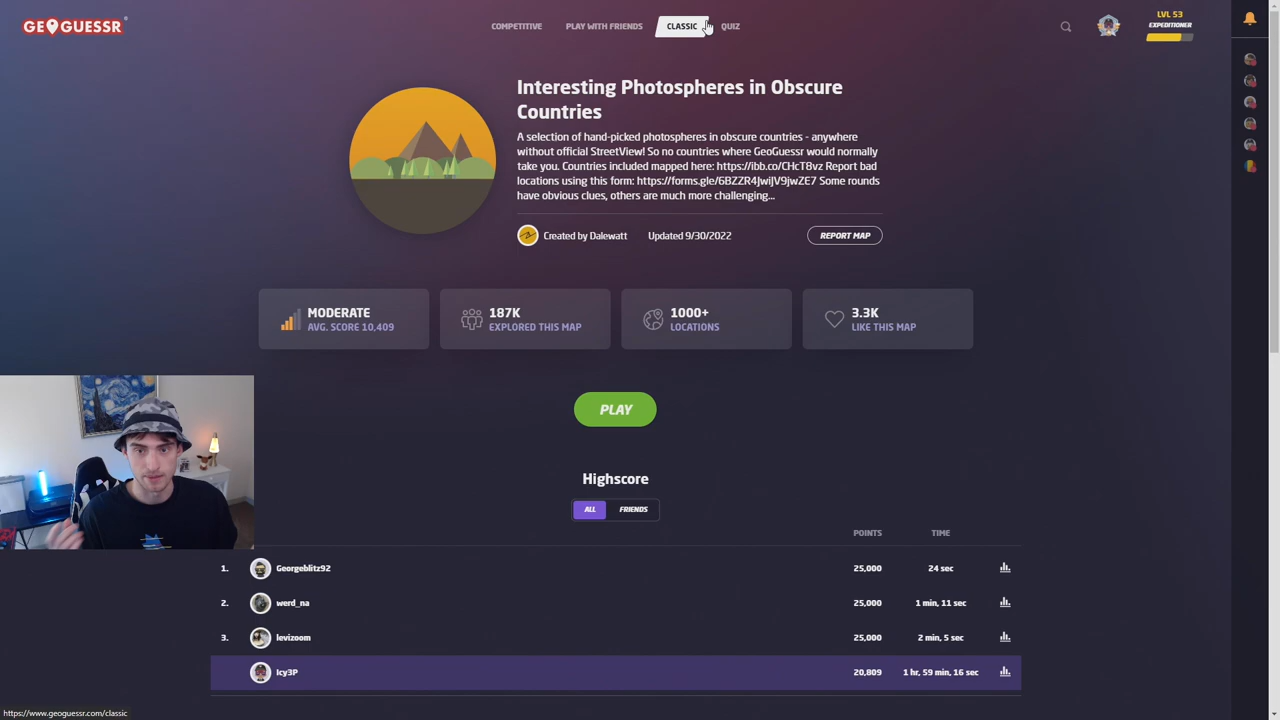 GEOGUESSR
COMPETITIVE
PLAY WITH FRIENDS
CLASSIC
QUIZ
LVL 53
EXPEDITIONER
Interesting Photospheres in Obscure
Countries
A selection of hand-picked photospheres in obscure countries - anywhere
without official StreetView! So no countries where GeoGuessr would normally
take you. Countries included mapped here: https://ibb.co/CHcT8vz Report bad
locations using this form: https://forms.gle/6BZZR4JwiJV9jwZE7 Some rounds
have obvious clues, others are much more challenging...
Created by Dalewatt
Updated 9/30/2022
REPORT MAP
MODERATE
AVG. SCORE 10,409
187K
EXPLORED THIS MAP
1000+
LOCATIONS
3.3K
LIKE THIS MAP
PLAY
Highscore
ALL
FRIENDS
POINTS
TIME
1. Georgeblitz92 25,000 24 sec
2. werd_na 25,000 1 min, 11 sec
3. levizoom 25,000 2 min, 5 sec
Icy3P 20,809 1 hr, 59 min, 16 sec
https://www.geoguessr.com/classic